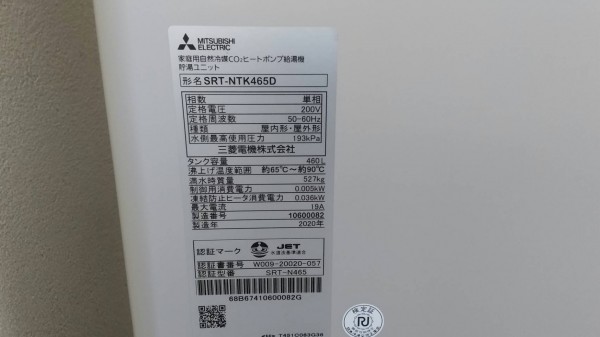 MITSUBISHI
ELECTRIC
家庭用自然冷媒CO₂ヒートポンプ給湯機
貯湯ユニット
形名 SRT-NTK465D
相数 単相
定格電圧 200V
定格周波数 50-60Hz
種類 屋内形・屋外形
水側最高使用圧力 193kPa
三菱電機株式会社
タンク容量 460L
沸上げ温度範囲 約65℃~約90℃
満水時質量 527kg
制御用消費電力 0.005kW
凍結防止ヒータ消費電力 0.036kW
最大電流 19A
製造番号 10600082
製造年 2020年
認証マーク JET
認証書番号 W009-20020-057
認証型番 SRT-N465
68B67410600082G